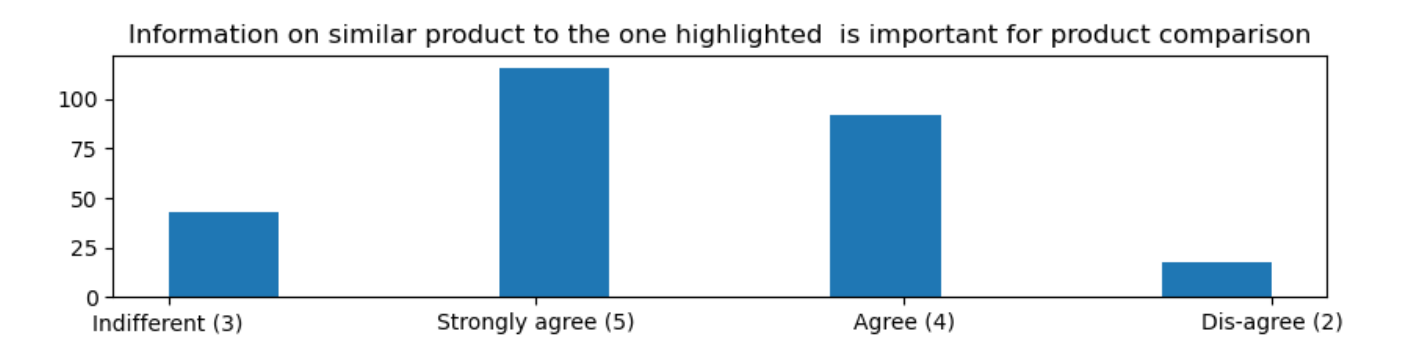 Information on similar product to the one highlighted  is important for product comparison
100
75
50
25
0
Indifferent (3) Strongly agree (5) Agree (4) Dis-agree (2)